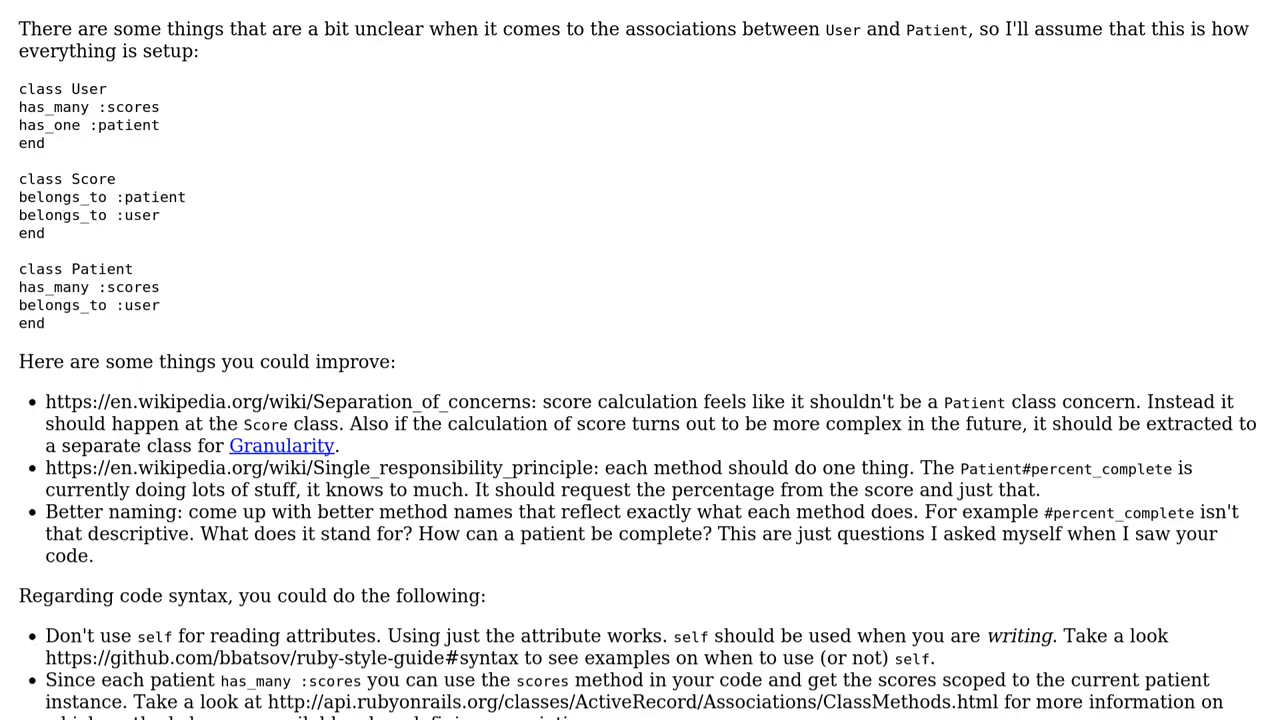 There are some things that are a bit unclear when it comes to the associations between User and Patient, so I'll assume that this is how
everything is setup:
class User
has_many :scores
has_one :patient
end
class Score
belongs_to :patient
belongs_to :user
end
class Patient
has_many :scores
belongs_to :user
end
Here are some things you could improve:
• https://en.wikipedia.org/wiki/Separation_of_concerns: score calculation feels like it shouldn't be a Patient class concern. Instead it
should happen at the Score class. Also if the calculation of score turns out to be more complex in the future, it should be extracted to
a separate class for Granularity.
• https://en.wikipedia.org/wiki/Single_responsibility_principle: each method should do one thing. The Patient#percent_complete is
currently doing lots of stuff, it knows to much. It should request the percentage from the score and just that.
• Better naming: come up with better method names that reflect exactly what each method does. For example #percent_complete isn't
that descriptive. What does it stand for? How can a patient be complete? This are just questions I asked myself when I saw your
code.
Regarding code syntax, you could do the following:
• Don't use self for reading attributes. Using just the attribute works. self should be used when you are writing. Take a look
https://github.com/bbatsov/ruby-style-guide#syntax to see examples on when to use (or not) self.
• Since each patient has_many :scores you can use the scores method in your code and get the scores scoped to the current patient
instance. Take a look at http://api.rubyonrails.org/classes/ActiveRecord/Associations/ClassMethods.html for more information on